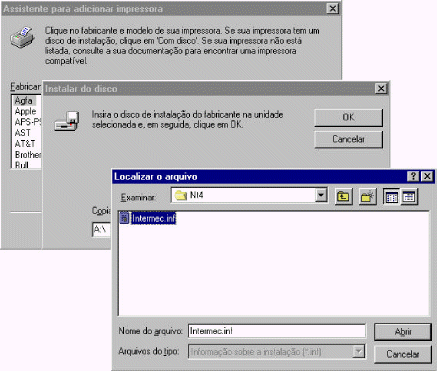 Assistente para adicionar impressora
Clique no fabricante e modelo de sua impressora. Se sua impressora tem um
disco de instalação, clique em 'Com disco'. Se sua impressora não está
listada, consulte a sua documentação para encontrar uma impressora
compatível.
Fabrican
Agfa
Apple
APS-PS
AST
AT&T
Brother
Bull
Instalar do disco
Insira o disco de instalação do fabricante na unidade
selecionada e, em seguida, clique em OK.
OK
Cancelar
Copia
A:\
Localizar o arquivo
Examinar:
NI4
Intermec.inf
Nome do arquivo:
Intermec.inf
Abrir
Arquivos do tipo:
Informação sobre a instalação (*.inf)
Cancelar